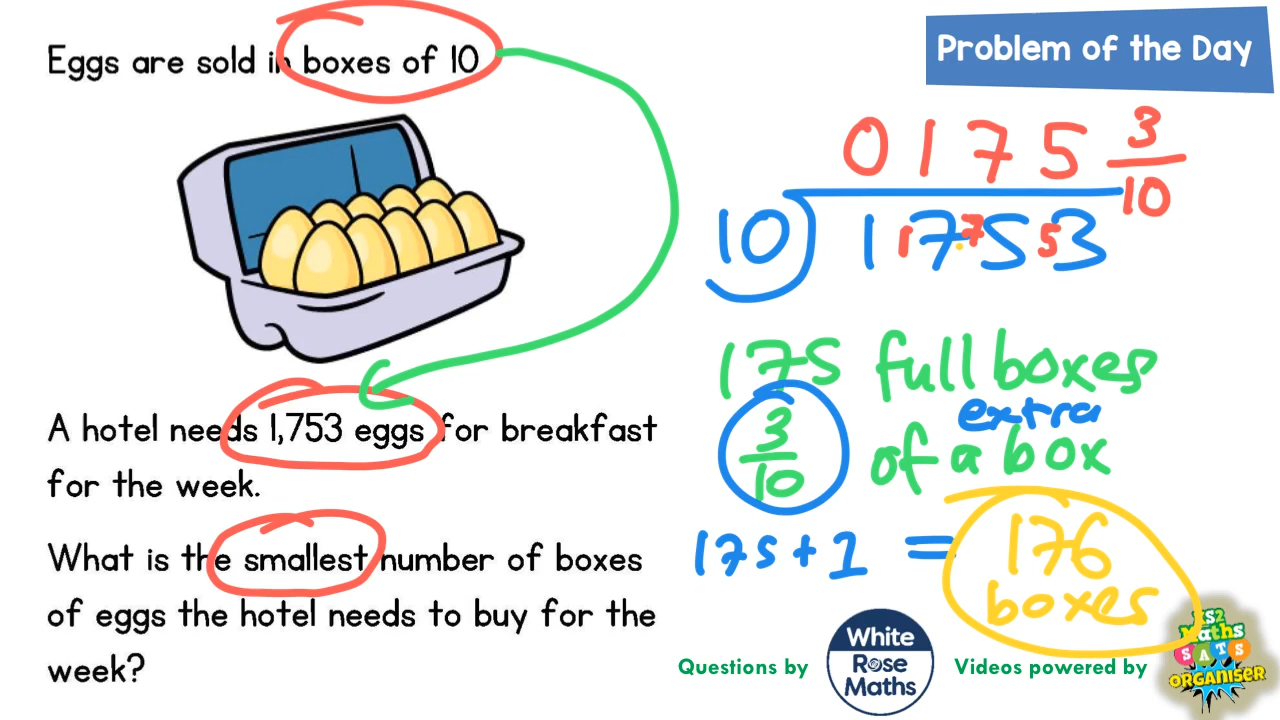 Eggs are sold in boxes of 10
Problem of the Day
0 1 7 5 3/10
10 1 1 7 7 5 5 3
A hotel needs 1,753 eggs for breakfast
for the week.
What is the smallest number of boxes
of eggs the hotel needs to buy for the
week?
175 full boxes
extra
3/10 of a box
175 + 1 = 176
boxes
Questions by
White
Rose
Maths
Videos powered by
KS2
Maths
SATS
ORGANISER